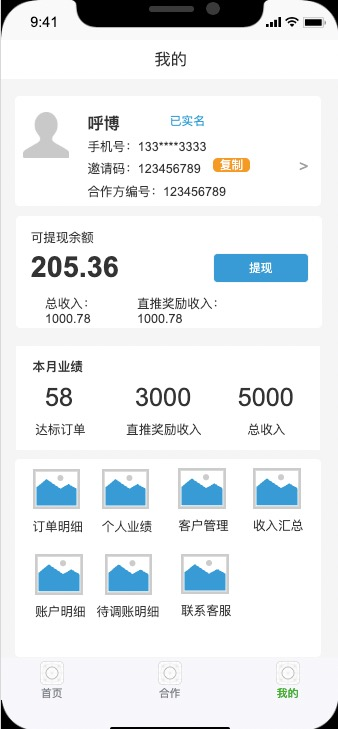 9:41
我的
呼博 已实名
手机号：133****3333
邀请码：123456789 复制
合作方编号：123456789
>
可提现余额
205.36 提现
总收入： 直推奖励收入：
1000.78 1000.78
本月业绩
58 3000 5000
达标订单 直推奖励收入 总收入
订单明细 个人业绩 客户管理 收入汇总
账户明细 待调账明细 联系客服
首页 合作 我的